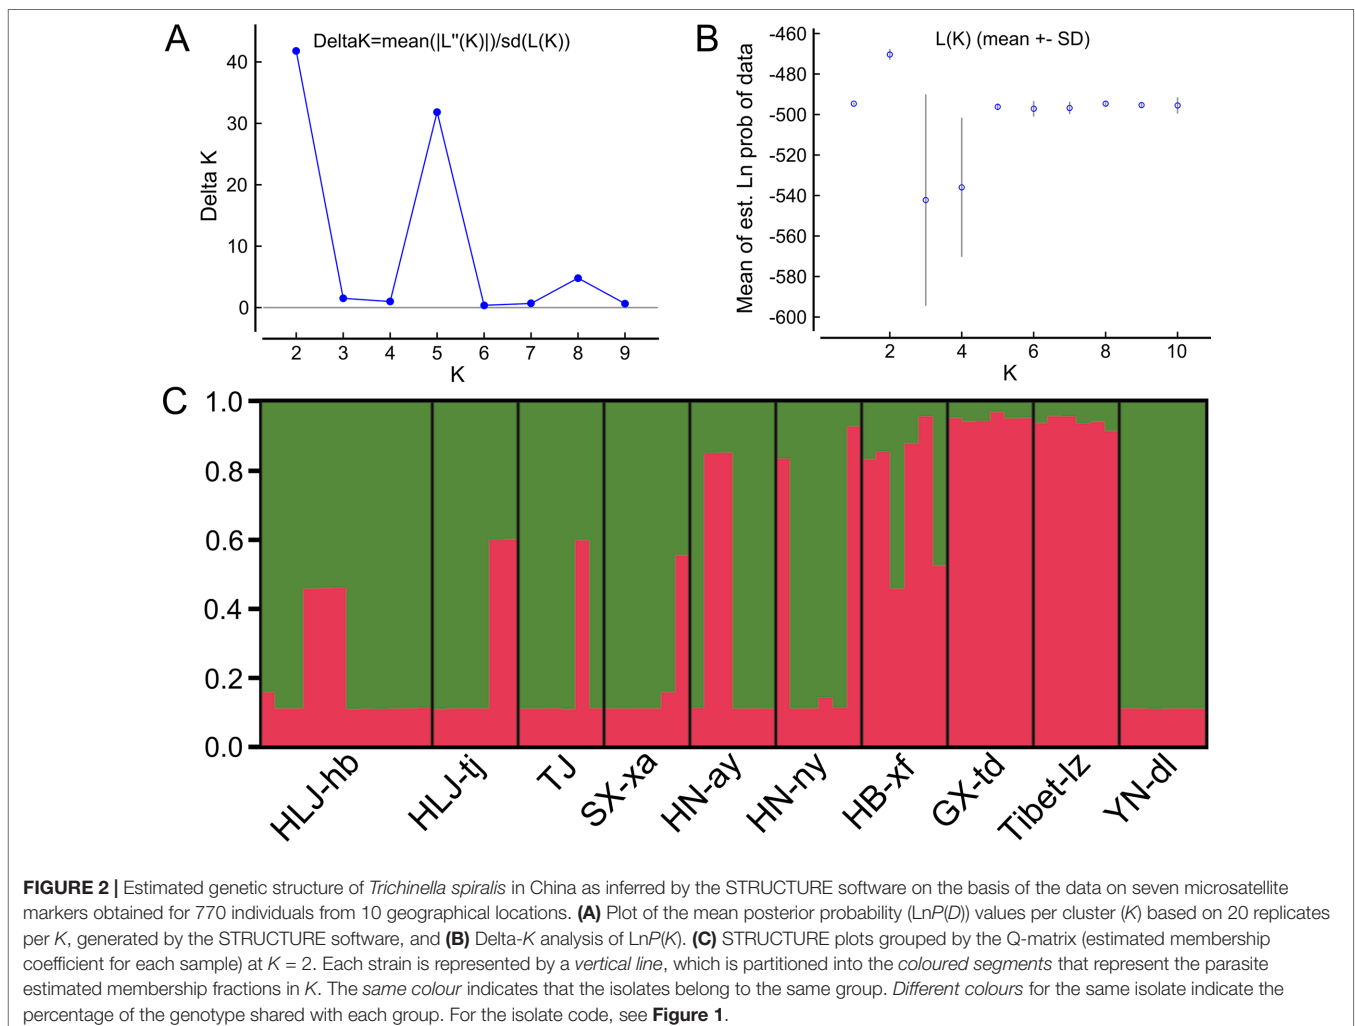 A
DeltaK=mean(|L"(K)|)/sd(L(K))
40
30
20
10
0
Delta K
2 3 4 5 6 7 8 9
K
B
L(K) (mean +- SD)
-460
-480
-500
-520
-540
-560
-580
-600
Mean of est. Ln prob of data
2 4 6 8 10
K
C
1.0
0.8
0.6
0.4
0.2
0.0
HLJ-hb HLJ-tj TJ SX-xa HN-ay HN-ny HB-xf GX-td Tibet-lz YN-dl
FIGURE 2 | Estimated genetic structure of Trichinella spiralis in China as inferred by the STRUCTURE software on the basis of the data on seven microsatellite
markers obtained for 770 individuals from 10 geographical locations. (A) Plot of the mean posterior probability (LnP(D)) values per cluster (K) based on 20 replicates
per K, generated by the STRUCTURE software, and (B) Delta-K analysis of LnP(K). (C) STRUCTURE plots grouped by the Q-matrix (estimated membership
coefficient for each sample) at K = 2. Each strain is represented by a vertical line, which is partitioned into the coloured segments that represent the parasite
estimated membership fractions in K. The same colour indicates that the isolates belong to the same group. Different colours for the same isolate indicate the
percentage of the genotype shared with each group. For the isolate code, see Figure 1.